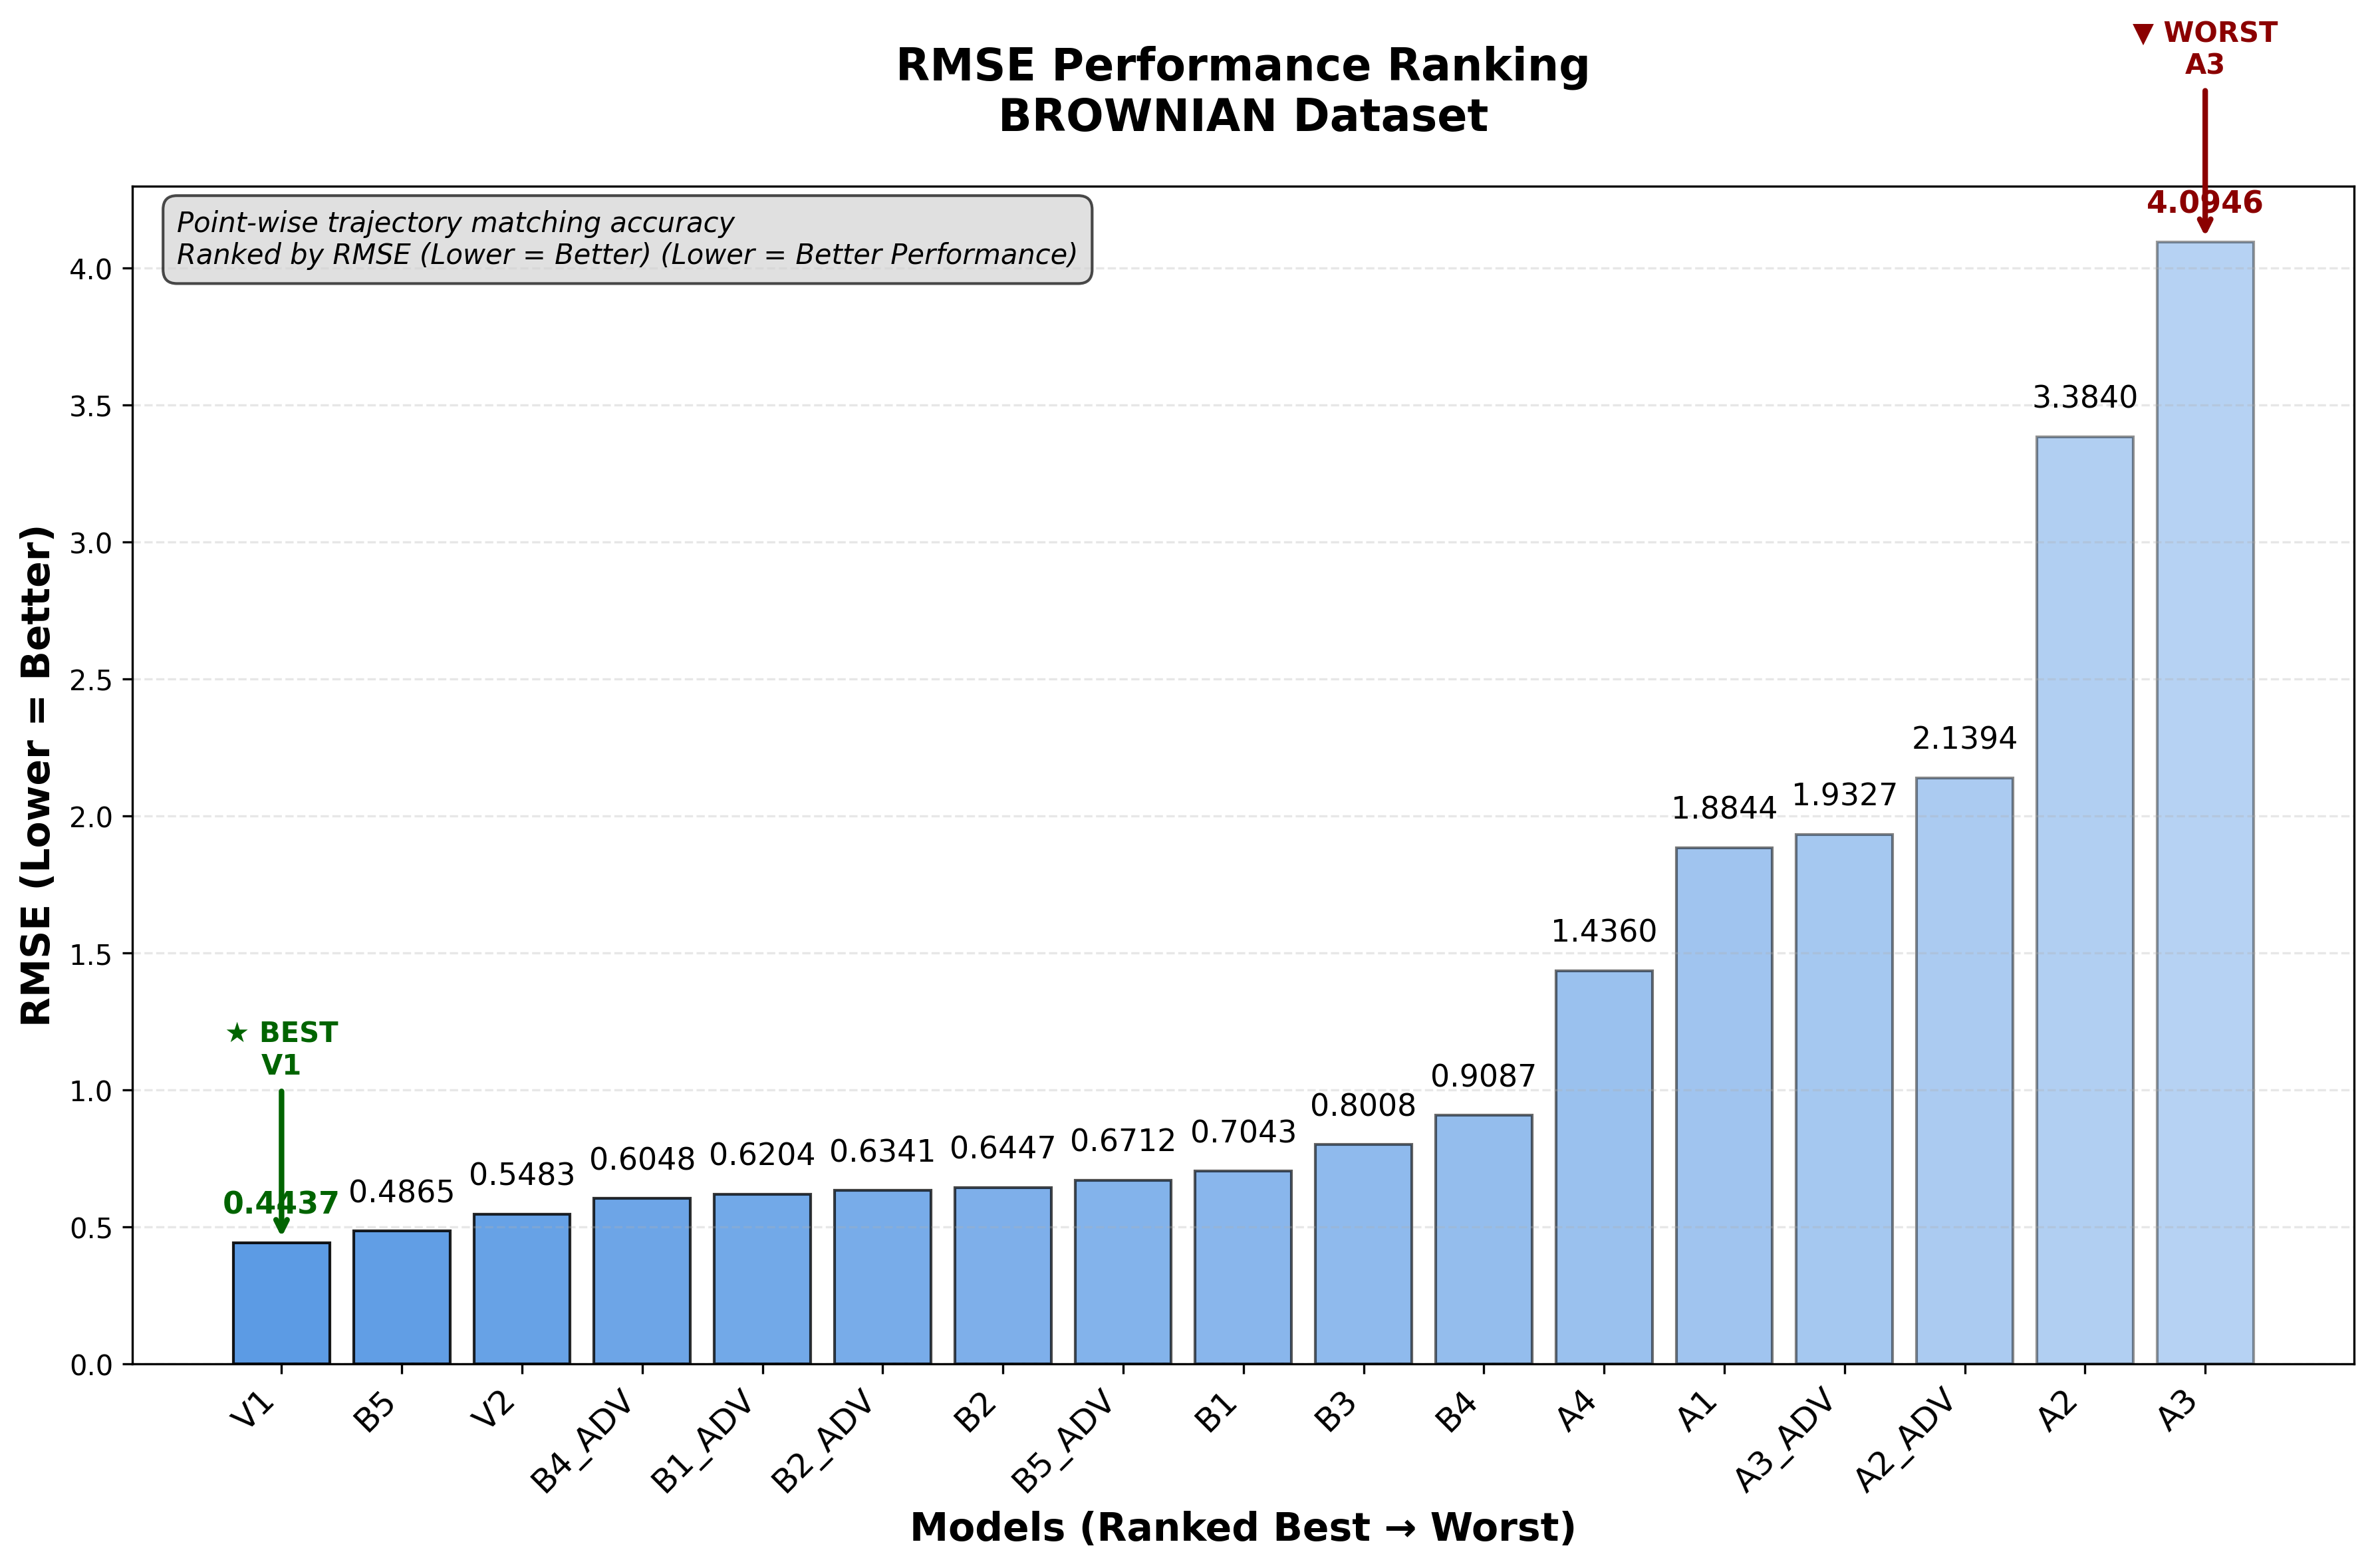 ▼ WORST
A3
RMSE Performance Ranking
BROWNIAN Dataset
4.0946
Point-wise trajectory matching accuracy
Ranked by RMSE (Lower = Better) (Lower = Better Performance)
RMSE (Lower = Better)
4.0
3.5
3.0
2.5
2.0
1.5
1.0
0.5
0.0
★ BEST
V1
0.4437
0.4865
0.5483
0.6048
0.6204
0.6341
0.6447
0.6712
0.7043
0.8008
0.9087
1.4360
1.8844
1.9327
2.1394
3.3840
V1
B5
V2
B4_ADV
B1_ADV
B2_ADV
B2
B5_ADV
B1
B3
B4
A4
A1
A3_ADV
A2_ADV
A2
A3
Models (Ranked Best → Worst)